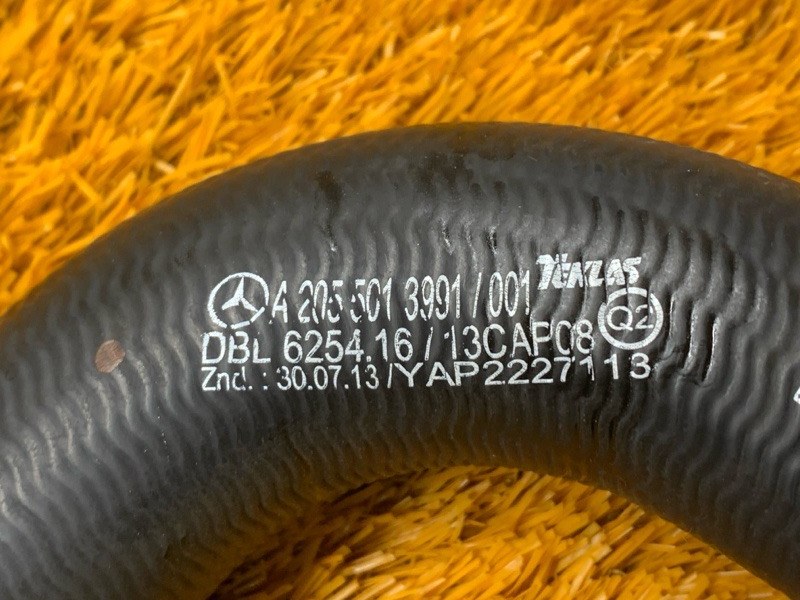 TEKLAS
A 205 501 3991 / 001
Q2
DBL 6254.16 / 13CAP08
Znd. : 30.07.13 / YAP2227113